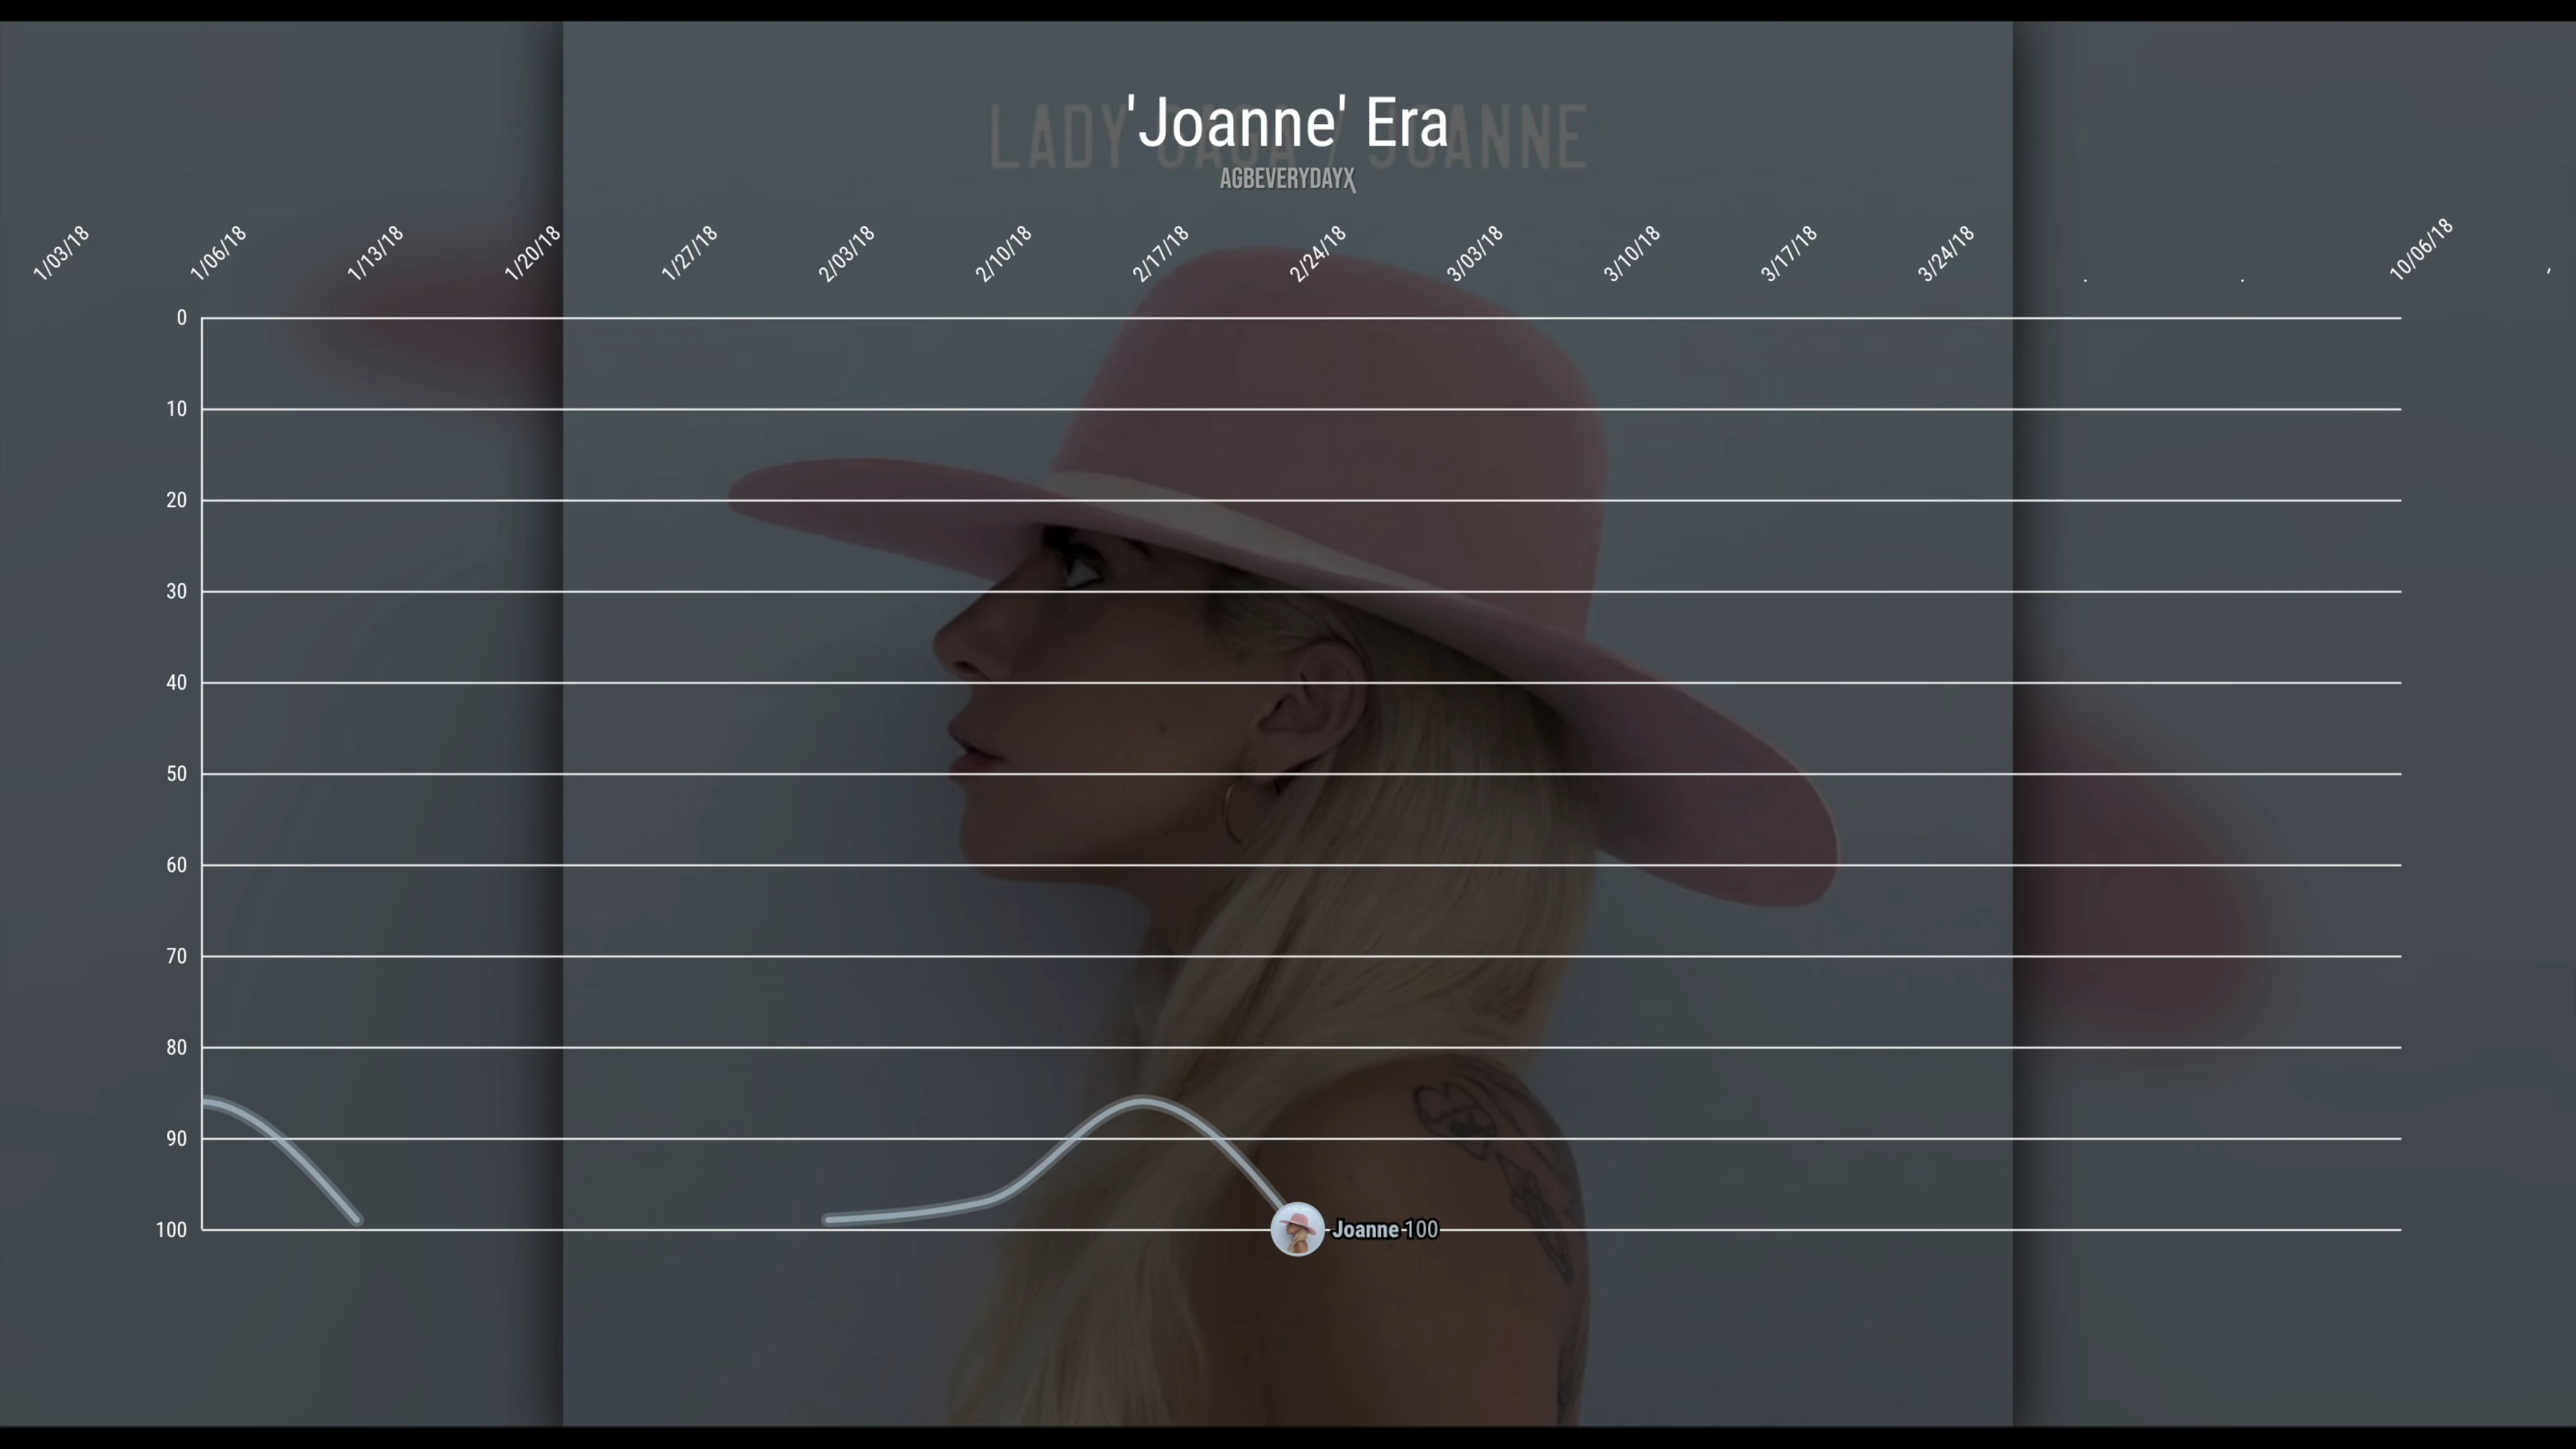 'Joanne' Era
LADY GAGA / JOANNE
AGBEVERYDAYX
1/03/18 1/06/18 1/13/18 1/20/18 1/27/18 2/03/18 2/10/18 2/17/18 2/24/18 3/03/18 3/10/18 3/17/18 3/24/18 . . 10/06/18
0
10
20
30
40
50
60
70
80
90
100
Joanne 100